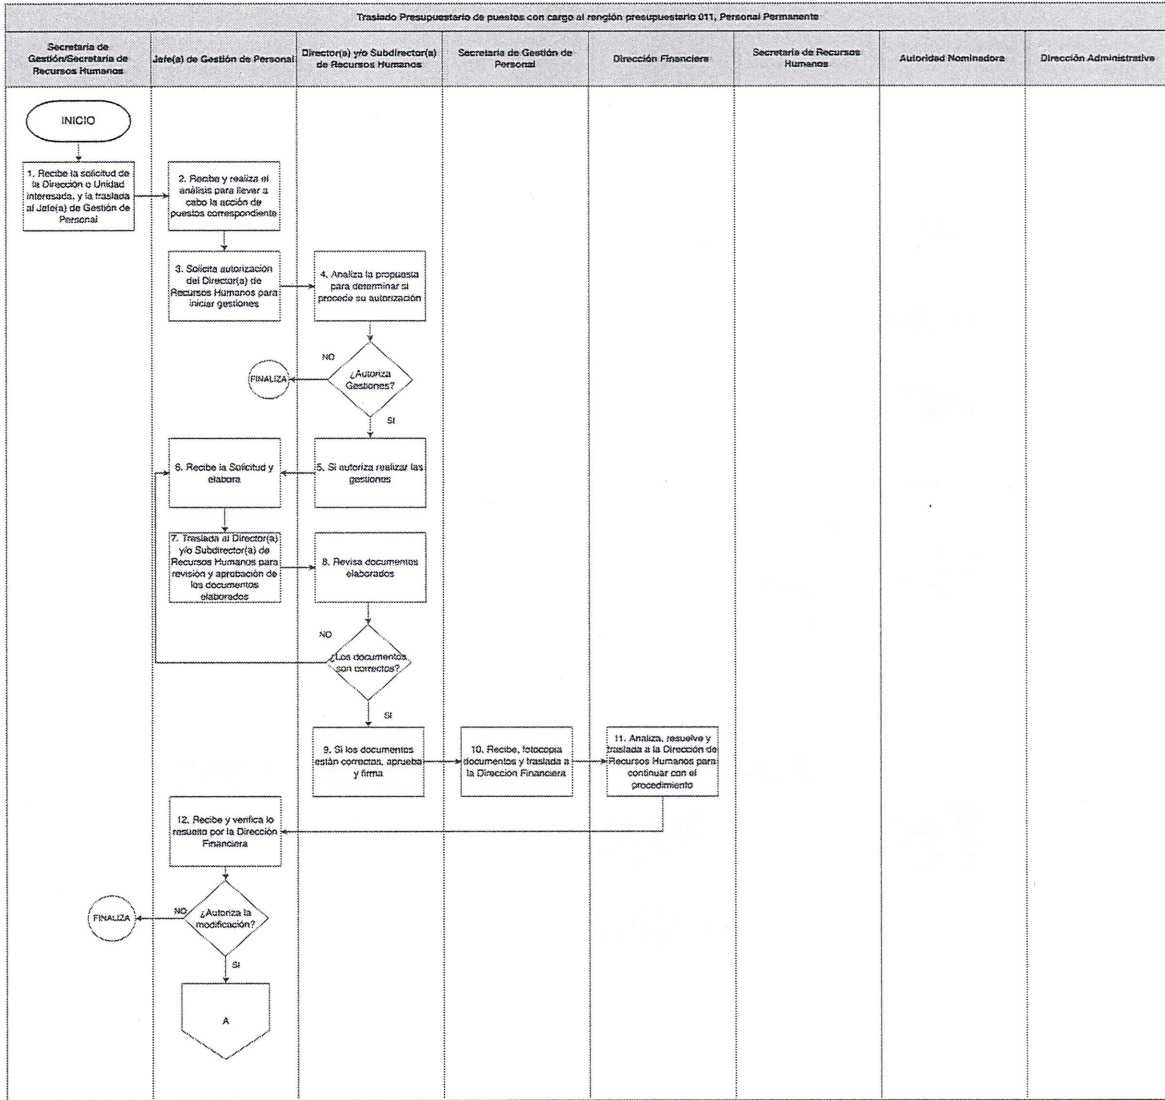 Traslado Presupuestario de puestos con cargo al renglón presupuestario 011, Personal Permanente
Secretaria de
Gestión/Secretaria de
Recursos Humanos
Jefe(a) de Gestión de Personal
Director(a) y/o Subdirector(a)
de Recursos Humanos
Secretaria de Gestión de
Personal
Dirección Financiera
Secretaria de Recursos
Humanos
Autoridad Nominadora
Dirección Administrativa
INICIO
1. Recibe la solicitud de
la Dirección o Unidad
interesada, y la traslada
al Jefe(a) de Gestión de
Personal
2. Recibe y realiza el
análisis para llevar a
cabo la acción de
puestos correspondiente
3. Solicita autorización
del Director(a) de
Recursos Humanos para
iniciar gestiones
4. Analiza la propuesta
para determinar si
procede su autorización
NO
¿Autoriza
Gestiones?
FINALIZA
SI
6. Recibe la Solicitud y
elabora
5. Si autoriza realizar las
gestiones
7. Traslada al Director(a)
y/o Subdirector(a) de
Recursos Humanos para
revisión y aprobación de
los documentos
elaborados
8. Revisa documentos
elaborados
NO
¿Los documentos
son correctos?
SI
9. Si los documentos
están correctos, aprueba
y firma
10. Recibe, fotocopia
documentos y traslada a
la Dirección Financiera
11. Analiza, resuelve y
traslada a la Dirección de
Recursos Humanos para
continuar con el
procedimiento
12. Recibe y verifica lo
resuelto por la Dirección
Financiera
FINALIZA
NO
¿Autoriza la
modificación?
SI
A